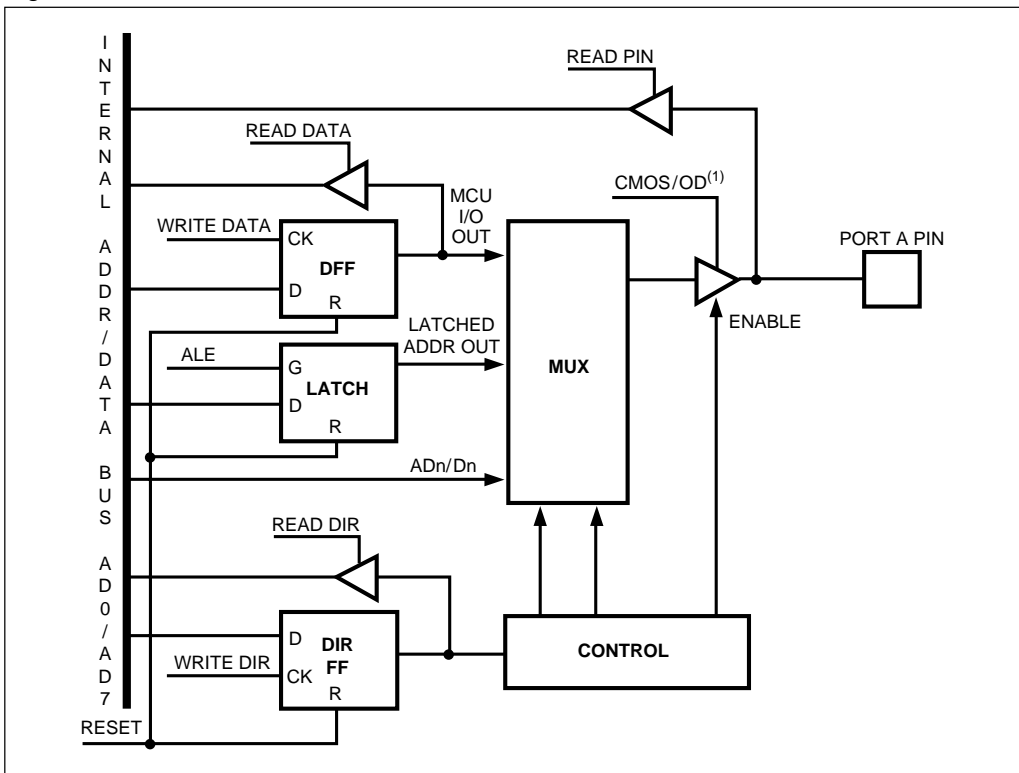 INTERNAL ADDR/DATA BUS AD0/AD7
READ PIN
READ DATA
CMOS/OD(1)
MCU
I/O
OUT
WRITE DATA
CK
DFF
D
R
PORT A PIN
ENABLE
LATCHED
ADDR OUT
ALE
G
LATCH
D
R
MUX
ADn/Dn
READ DIR
D
DIR
FF
WRITE DIR
CK
R
CONTROL
RESET